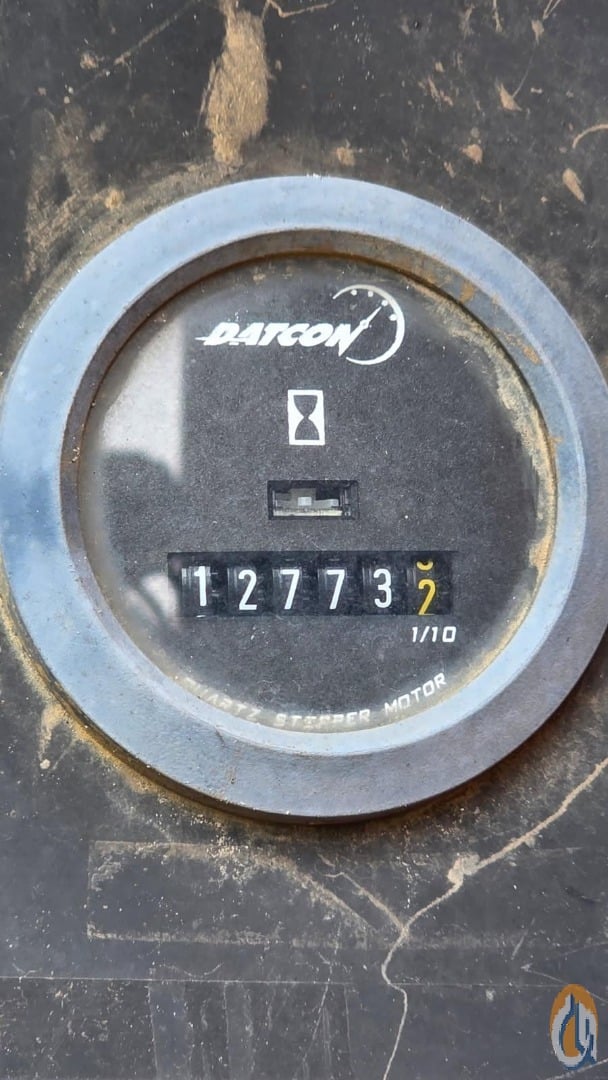 DATCON
127732
1/10
QUARTZ STEPPER MOTOR